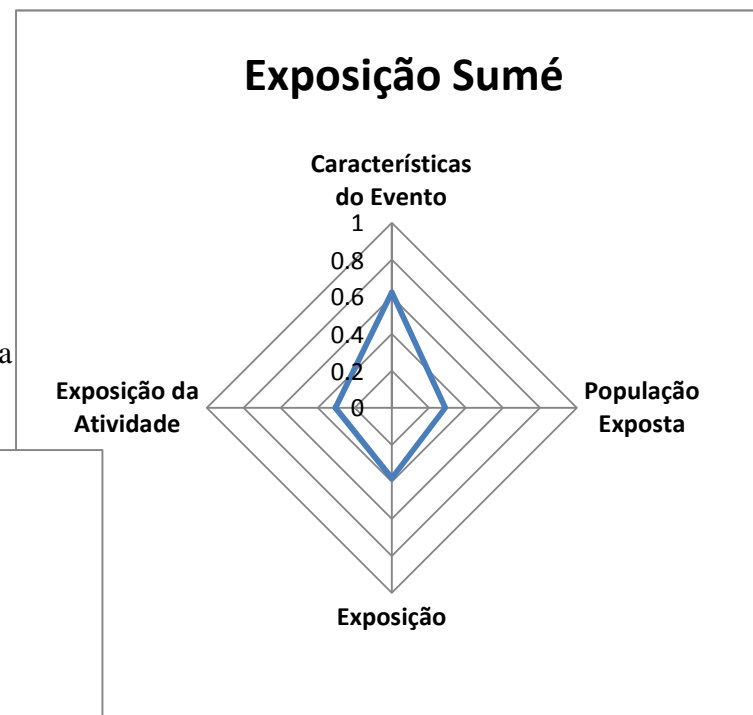 Exposição Sumé
Características
do Evento
1
0.8
0.6
0.4
0.2
0
a
Exposição da
Atividade
População
Exposta
Exposição